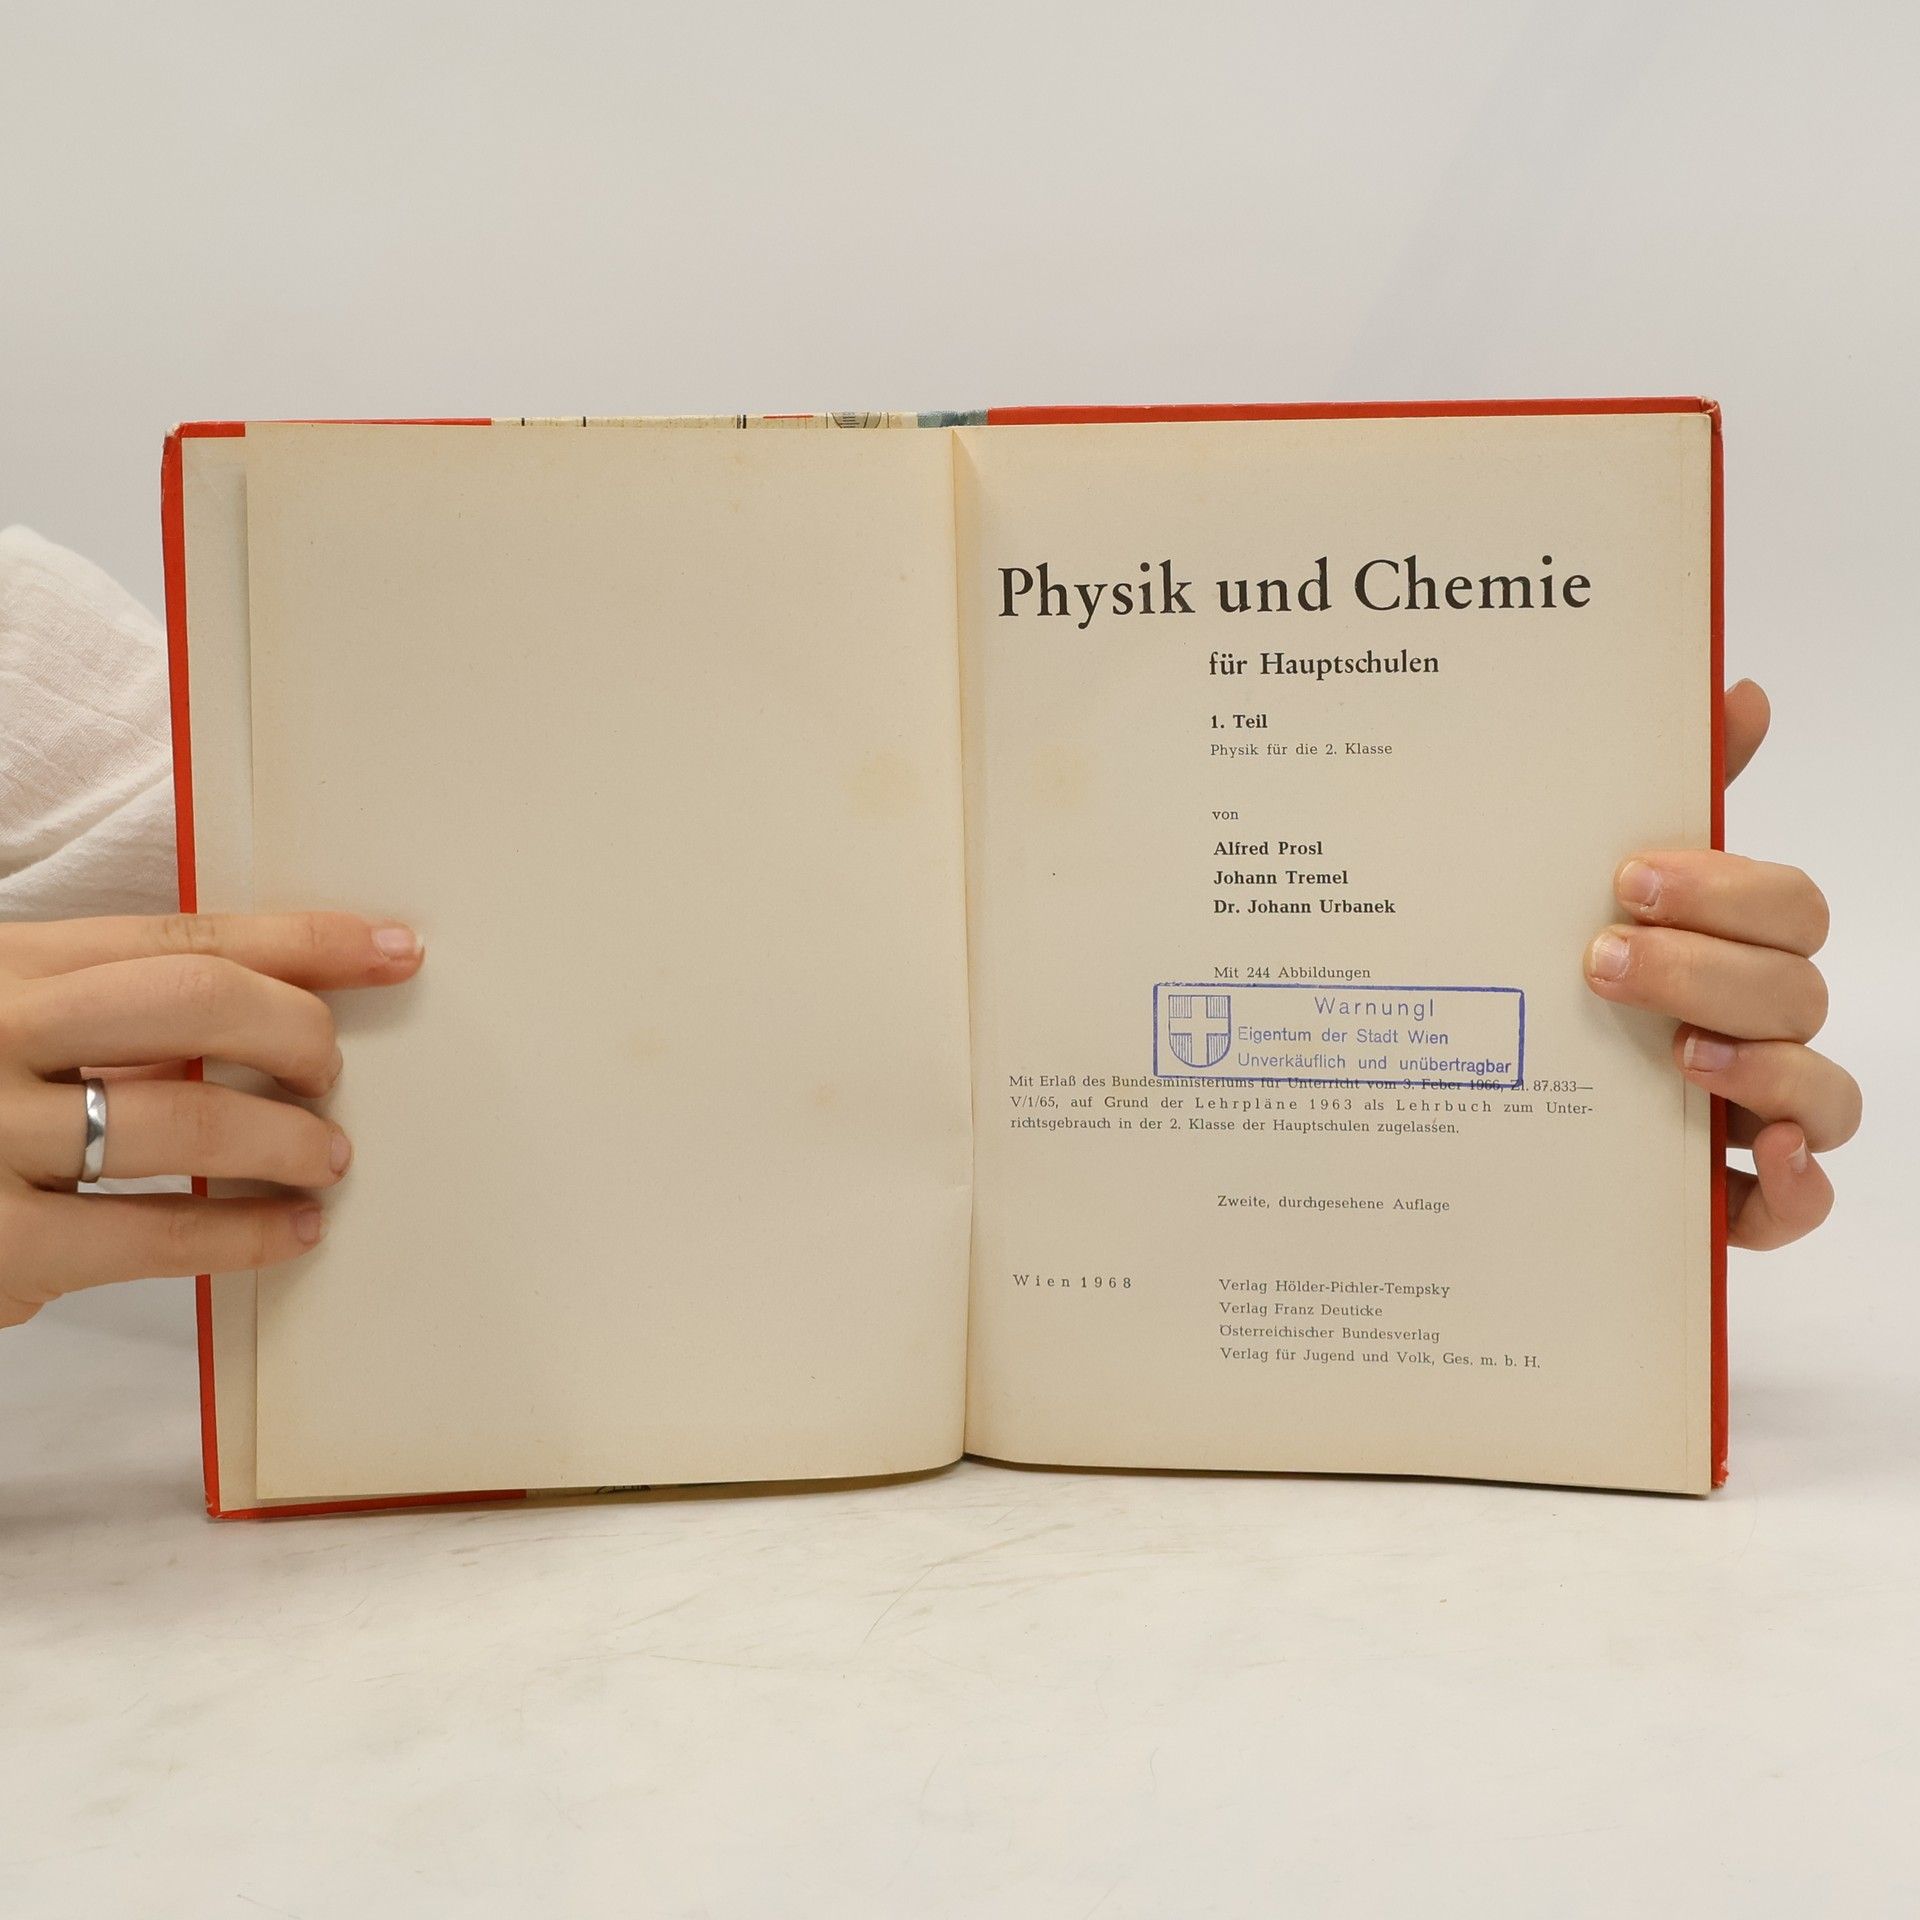 Physik und Chemie
für Hauptschulen
1. Teil
Physik für die 2. Klasse
von
Alfred Prosl
Johann Tremel
Dr. Johann Urbanek
Mit 244 Abbildungen
Warnung!
Eigentum der Stadt Wien
Unverkäuflich und unübertragbar
Mit Erlaß des Bundesministeriums für Unterricht vom 3. Feber 1966, Zl. 87.833—
V/1/65, auf Grund der Lehrpläne 1963 als Lehrbuch zum Unter-
richtsgebrauch in der 2. Klasse der Hauptschulen zugelassen.
Zweite, durchgesehene Auflage
Wien 1968
Verlag Hölder-Pichler-Tempsky
Verlag Franz Deuticke
Österreichischer Bundesverlag
Verlag für Jugend und Volk, Ges. m. b. H.